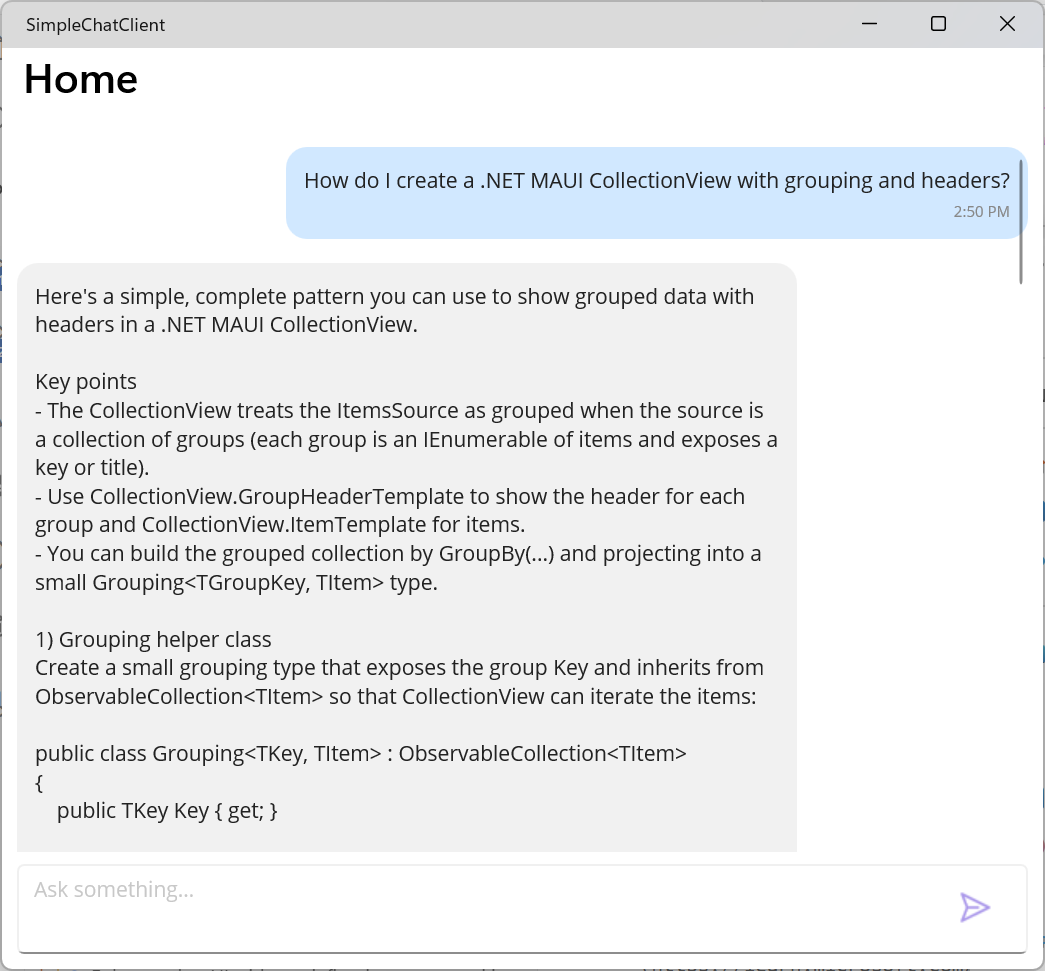 SimpleChatClient
Home
How do I create a .NET MAUI CollectionView with grouping and headers?
2:50 PM
Here's a simple, complete pattern you can use to show grouped data with
headers in a .NET MAUI CollectionView.
Key points
- The CollectionView treats the ItemsSource as grouped when the source is
a collection of groups (each group is an IEnumerable of items and exposes a
key or title).
- Use CollectionView.GroupHeaderTemplate to show the header for each
group and CollectionView.ItemTemplate for items.
- You can build the grouped collection by GroupBy(...) and projecting into a
small Grouping<TGroupKey, TItem> type.
1) Grouping helper class
Create a small grouping type that exposes the group Key and inherits from
ObservableCollection<TItem> so that CollectionView can iterate the items:
public class Grouping<TKey, TItem> : ObservableCollection<TItem>
{
public TKey Key { get; }
Ask something...